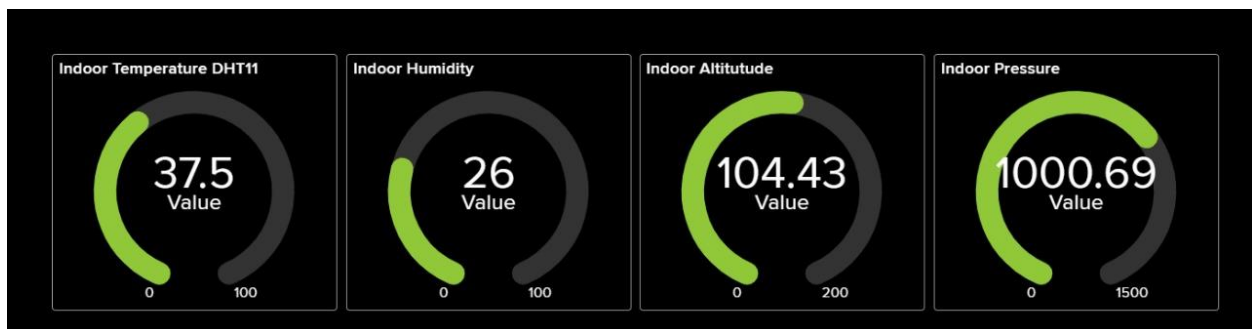 Indoor Temperature DHT11
37.5
Value
0 100
Indoor Humidity
26
Value
0 100
Indoor Altitutude
104.43
Value
0 200
Indoor Pressure
1000.69
Value
0 1500